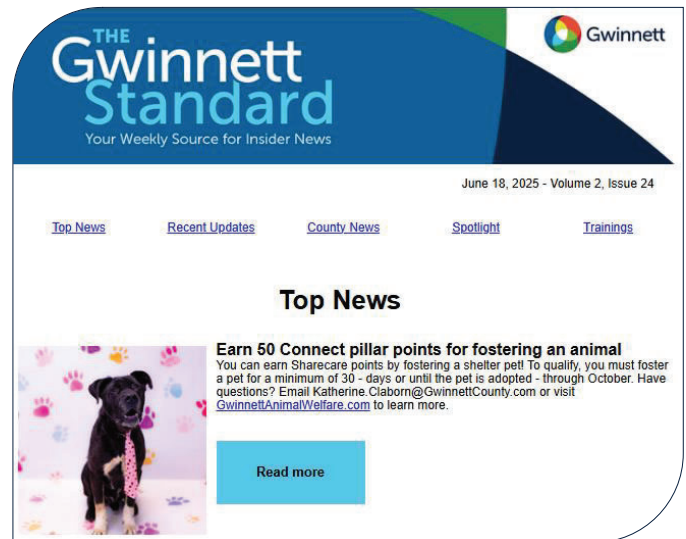 THE
Gwinnett
Standard
Your Weekly Source for Insider News
Gwinnett
June 18, 2025 - Volume 2, Issue 24
Top News Recent Updates County News Spotlight Trainings
Top News
Earn 50 Connect pillar points for fostering an animal
You can earn Sharecare points by fostering a shelter pet! To qualify, you must foster
a pet for a minimum of 30 - days or until the pet is adopted - through October. Have
questions? Email Katherine.Claborn@GwinnettCounty.com or visit
GwinnettAnimalWelfare.com to learn more.
Read more